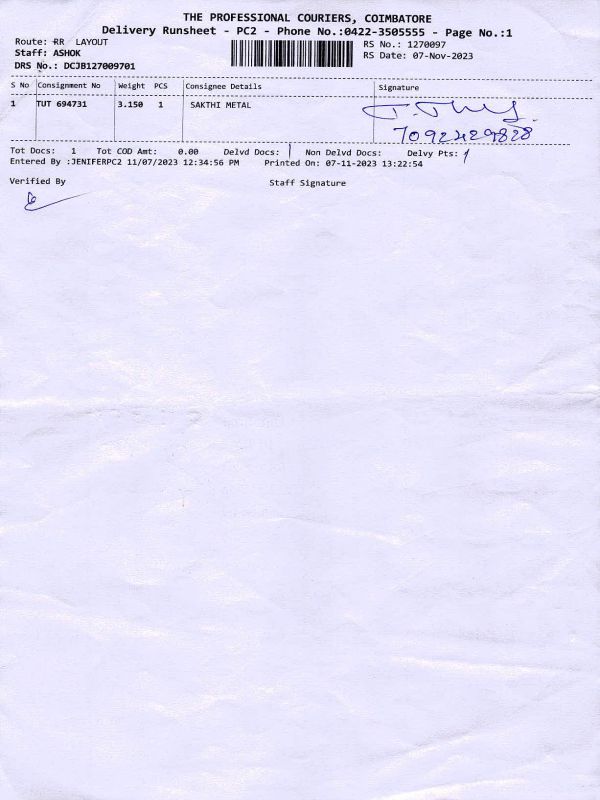 THE PROFESSIONAL COURIERS, COIMBATORE
Delivery Runsheet - PC2 - Phone No.:0422-3505555 - Page No.:1
Route: RR LAYOUT
RS No.: 1270097
Staff: ASHOK
RS Date: 07-Nov-2023
DRS No.: DCJB127009701
S No Consignment No Weight PCS Consignee Details Signature
1 TUT 694731 3.150 1 SAKTHI METAL
7092429828
Tot Docs: 1 Tot COD Amt: 0.00 Delvd Docs: 1 Non Delvd Docs: Delvy Pts: 1
Entered By :JENIFERPC2 11/07/2023 12:34:56 PM Printed On: 07-11-2023 13:22:54
Verified By Staff Signature